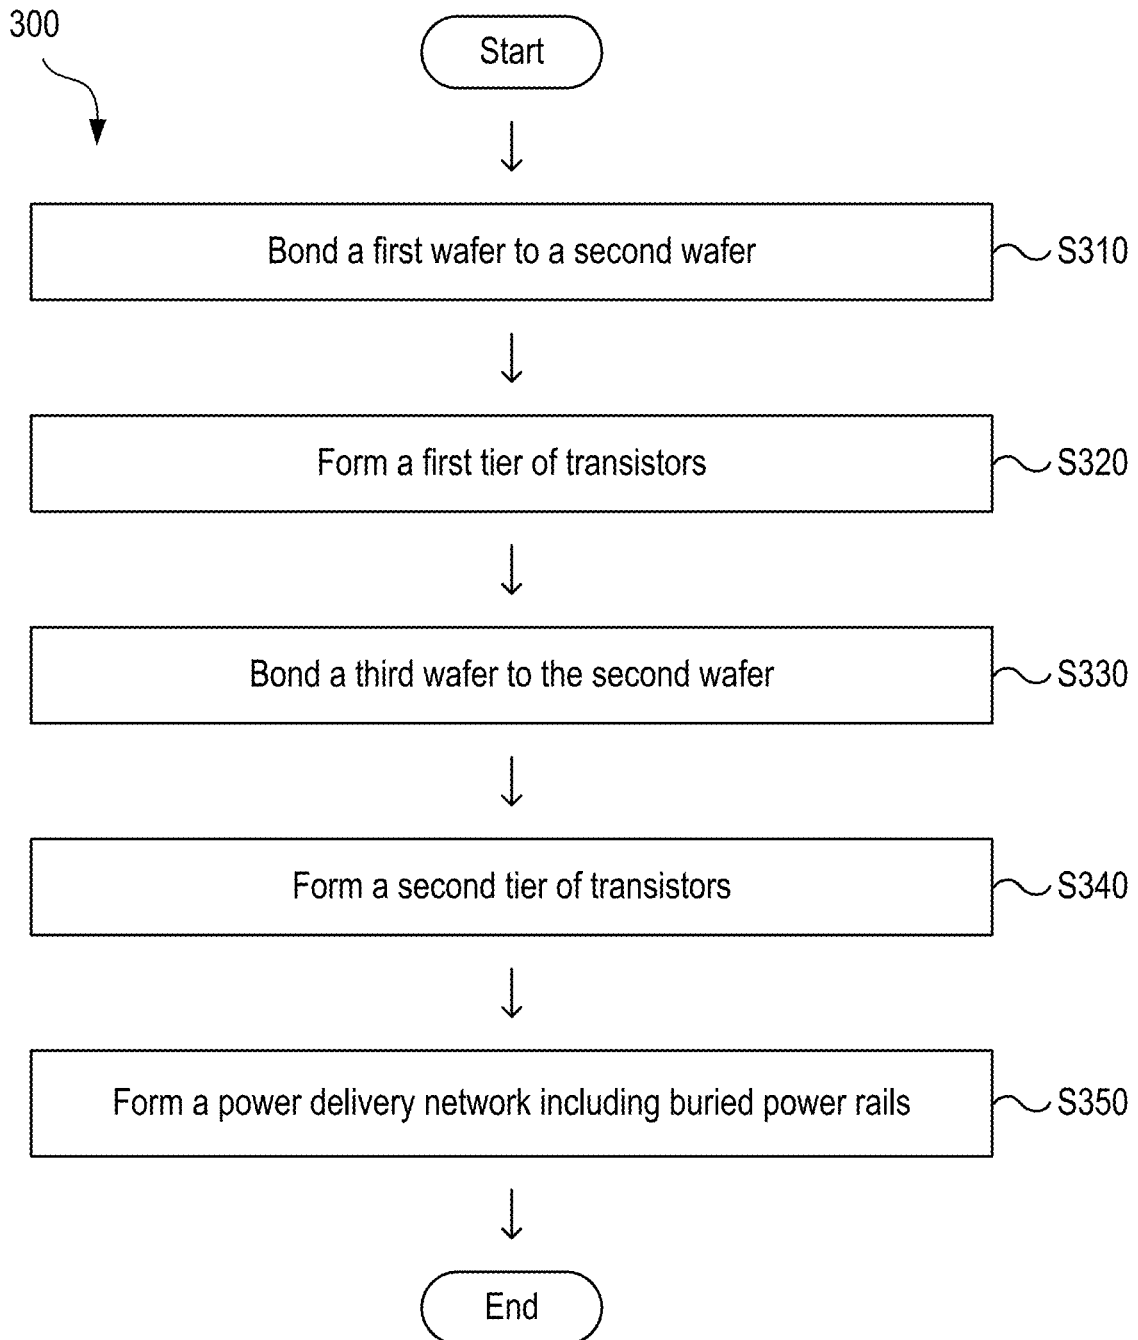 300
Start
Bond a first wafer to a second wafer
S310
Form a first tier of transistors
S320
Bond a third wafer to the second wafer
S330
Form a second tier of transistors
S340
Form a power delivery network including buried power rails
S350
End